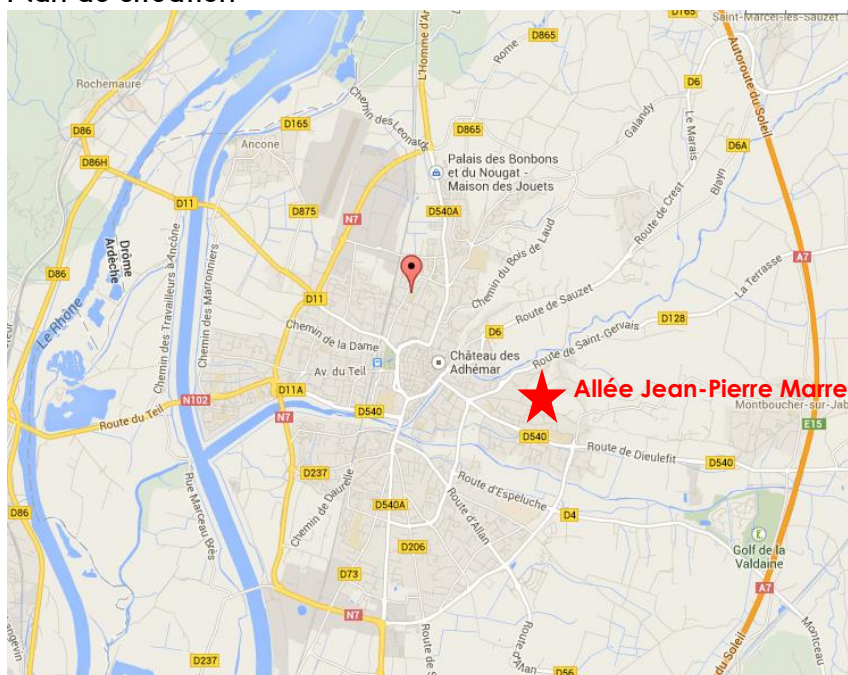 Plan de situation
D165
Saint-Marcel-lès-Sauzet
D865
Rome
L'Homme d'Ar
Autoroute du Soleil
Rochemaure
D6
Chemin des Léonards
Galandy
Le Marais
D86
D165
D865
Ancone
D6A
D86H
Palais des Bonbons
et du Nougat -
Maison des Jouets
Blayn
D11
D875
N7
D540A
Route de Crest
Chemin du Bois de Laud
Drôme
Ardèche
D86
A7
La Terrasse
Le Rhône
Chemin des Travailleurs à Ancône
Chemin des Marronniers
D11
Route de Sauzet
D128
Chemin de la Dame
D6
Route de Saint-Gervais
Château des
Adhémar
Av. du Teil
D11A
Allée Jean-Pierre Marre
N102
Montboucher-sur-Jab
Route du Teil
N7
D540
E15
D540
Route de Dieulefit
D540
D237
Rue Marceau Brès
Chemin de Daurelle
Route d'Espeluche
D540A
Route d'Allan
D86
D4
D206
Golf de la
Valdaine
D73
A7
N7
Montceau
angevin
D237
Route de S
d'Allan
D56
du Soleil